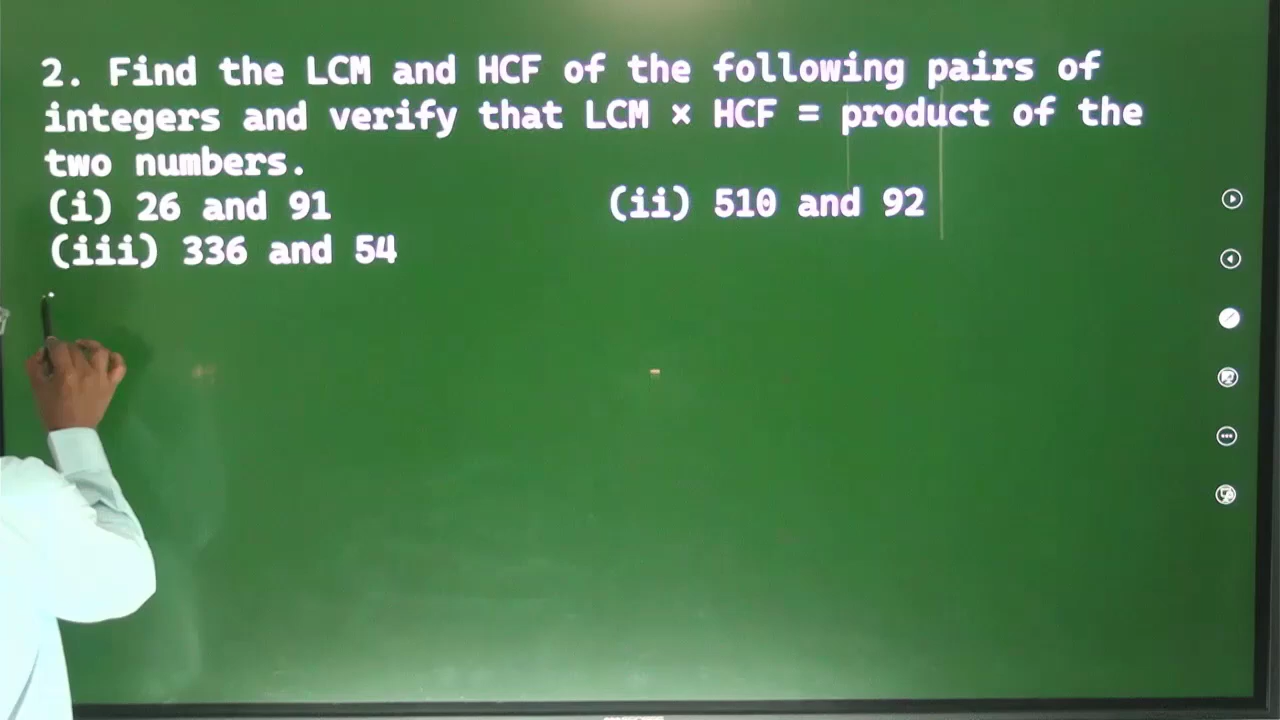 2. Find the LCM and HCF of the following pairs of
integers and verify that LCM × HCF = product of the
two numbers.
(i) 26 and 91 (ii) 510 and 92
(iii) 336 and 54